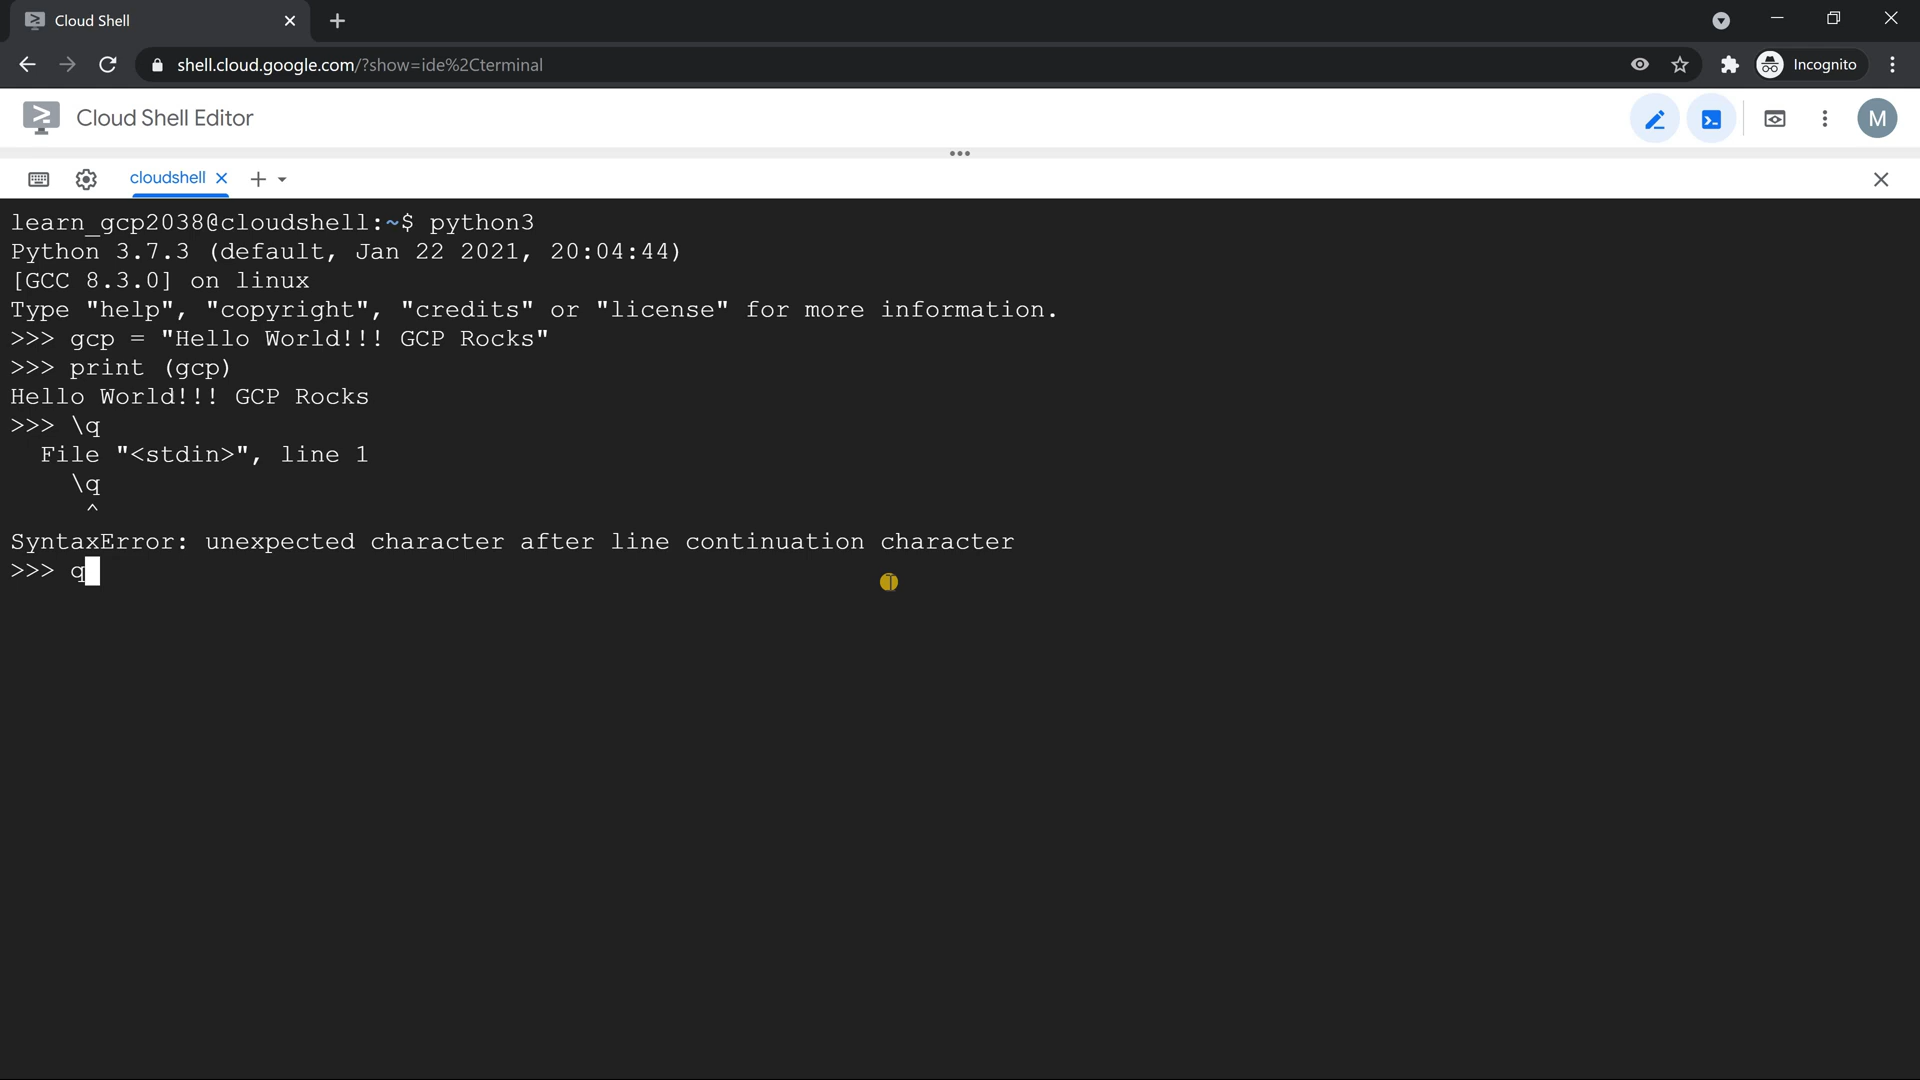 Cloud Shell
shell.cloud.google.com/?show=ide%2Cterminal
Incognito
Cloud Shell Editor
M
cloudshell
learn_gcp2038@cloudshell:~$ python3
Python 3.7.3 (default, Jan 22 2021, 20:04:44)
[GCC 8.3.0] on linux
Type "help", "copyright", "credits" or "license" for more information.
>>> gcp = "Hello World!!! GCP Rocks"
>>> print (gcp)
Hello World!!! GCP Rocks
>>> \q
  File "<stdin>", line 1
    \q
     ^
SyntaxError: unexpected character after line continuation character
>>> q